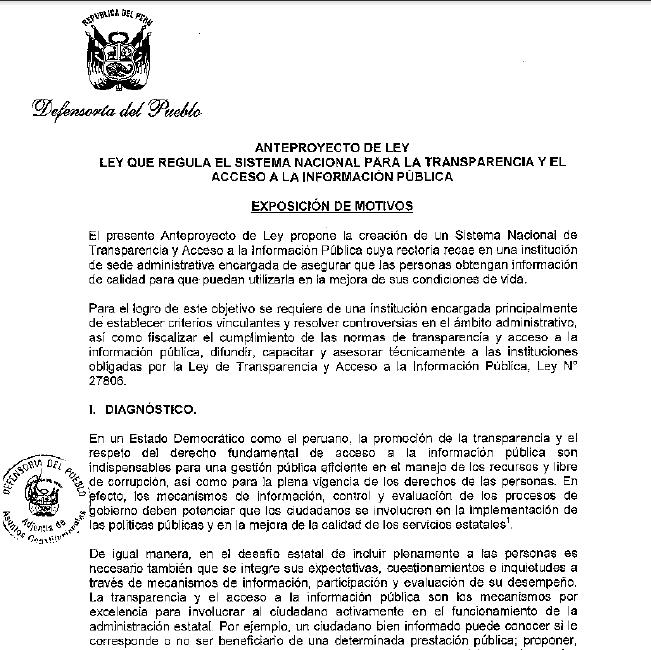 REPUBLICA DEL PERU
Defensoría del Pueblo
ANTEPROYECTO DE LEY
LEY QUE REGULA EL SISTEMA NACIONAL PARA LA TRANSPARENCIA Y EL
ACCESO A LA INFORMACIÓN PÚBLICA
EXPOSICIÓN DE MOTIVOS
El presente Anteproyecto de Ley propone la creación de un Sistema Nacional de
Transparencia y Acceso a la Información Pública cuya rectoría recae en una institución
de sede administrativa encargada de asegurar que las personas obtengan información
de calidad para que puedan utilizarla en la mejora de sus condiciones de vida.
Para el logro de este objetivo se requiere de una institución encargada principalmente
de establecer criterios vinculantes y resolver controversias en el ámbito administrativo,
así como fiscalizar el cumplimiento de las normas de transparencia y acceso a la
información pública, difundir, capacitar y asesorar técnicamente a las instituciones
obligadas por la Ley de Transparencia y Acceso a la Información Pública, Ley N°
27806.
I. DIAGNÓSTICO.
En un Estado Democrático como el peruano, la promoción de la transparencia y el
respeto del derecho fundamental de acceso a la información pública son
indispensables para una gestión pública eficiente en el manejo de los recursos y libre
de corrupción, así como para la plena vigencia de los derechos de las personas. En
efecto, los mecanismos de información, control y evaluación de los procesos de
gobierno deben potenciar que los ciudadanos se involucren en la implementación de
las políticas públicas y en la mejora de la calidad de los servicios estatales¹.
DEFENSORIA DEL PUEBLO
Adjuntía de
Asuntos Constitucionales
De igual manera, en el desafío estatal de incluir plenamente a las personas es
necesario también que se integre sus expectativas, cuestionamientos e inquietudes a
través de mecanismos de información, participación y evaluación de su desempeño.
La transparencia y el acceso a la información pública son los mecanismos por
excelencia para involucrar al ciudadano activamente en el funcionamiento de la
administración estatal. Por ejemplo, un ciudadano bien informado puede conocer si le
corresponde o no ser beneficiario de una determinada prestación pública; proponer,